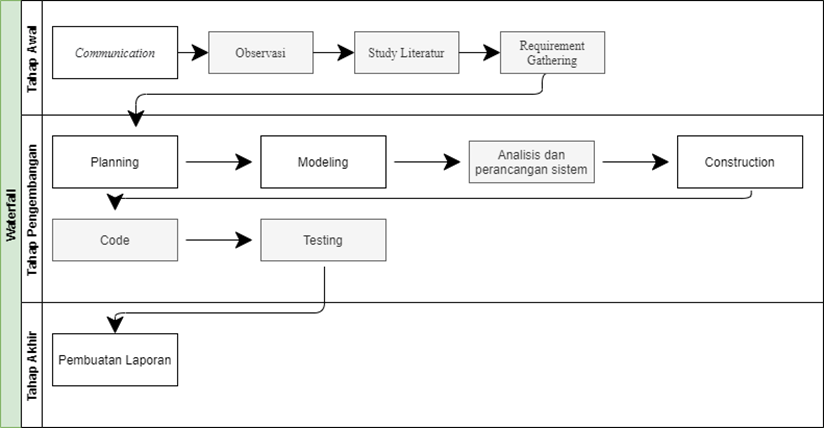 Waterfall
Tahap Awal
Communication
Observasi
Study Literatur
Requirement
Gathering
Tahap Pengembangan
Planning
Modeling
Analisis dan
perancangan sistem
Construction
Code
Testing
Tahap Akhir
Pembuatan Laporan